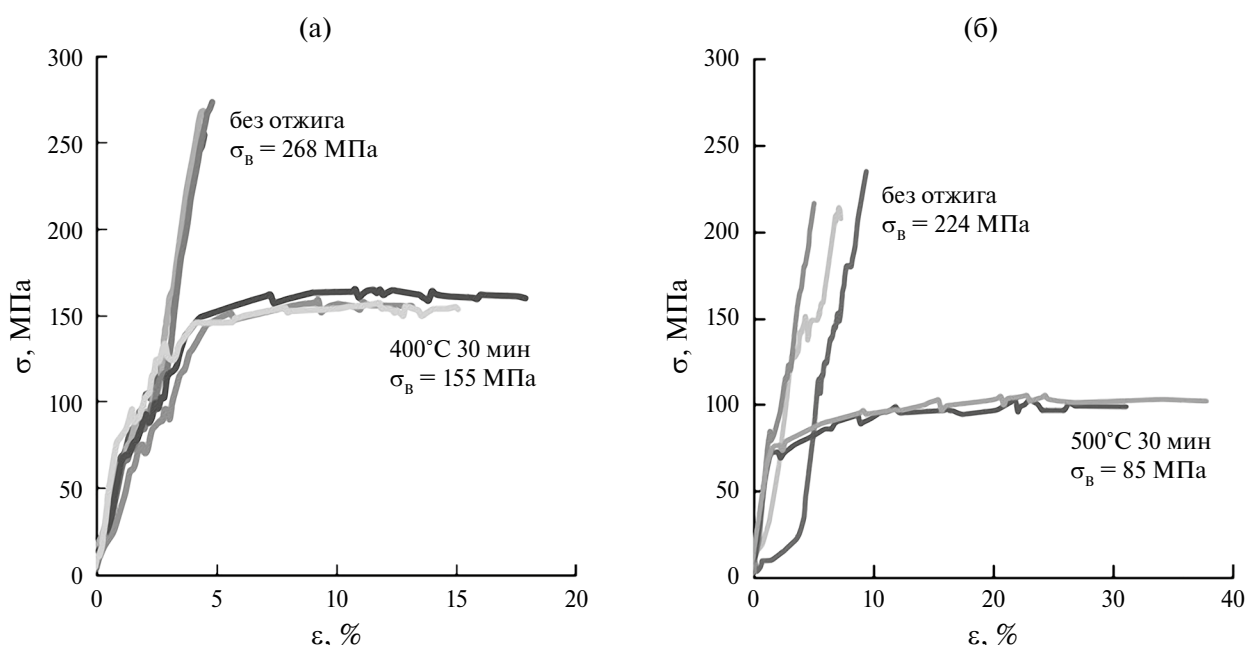 (а)
300
250
200
150
100
50
0
σ, МПа
без отжига
σв = 268 МПа
400°C 30 мин
σв = 155 МПа
0 5 10 15 20
ε, %
(б)
300
250
200
150
100
50
0
σ, МПа
без отжига
σв = 224 МПа
500°C 30 мин
σв = 85 МПа
0 10 20 30 40
ε, %